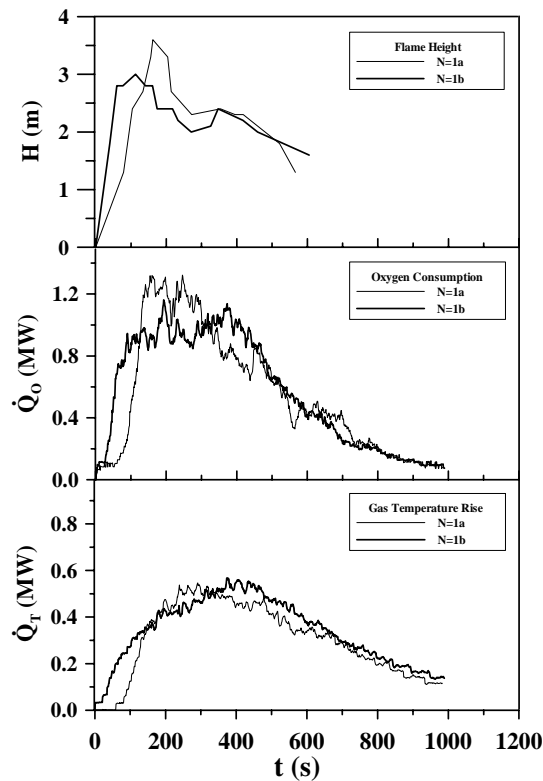 4
3
2
1
0
H (m)
Flame Height
N=1a
N=1b
1.2
0.8
0.4
0.0
Q̇O (MW)
Oxygen Consumption
N=1a
N=1b
0.8
0.6
0.4
0.2
0.0
Q̇T (MW)
Gas Temperature Rise
N=1a
N=1b
0 200 400 600 800 1000 1200
t (s)